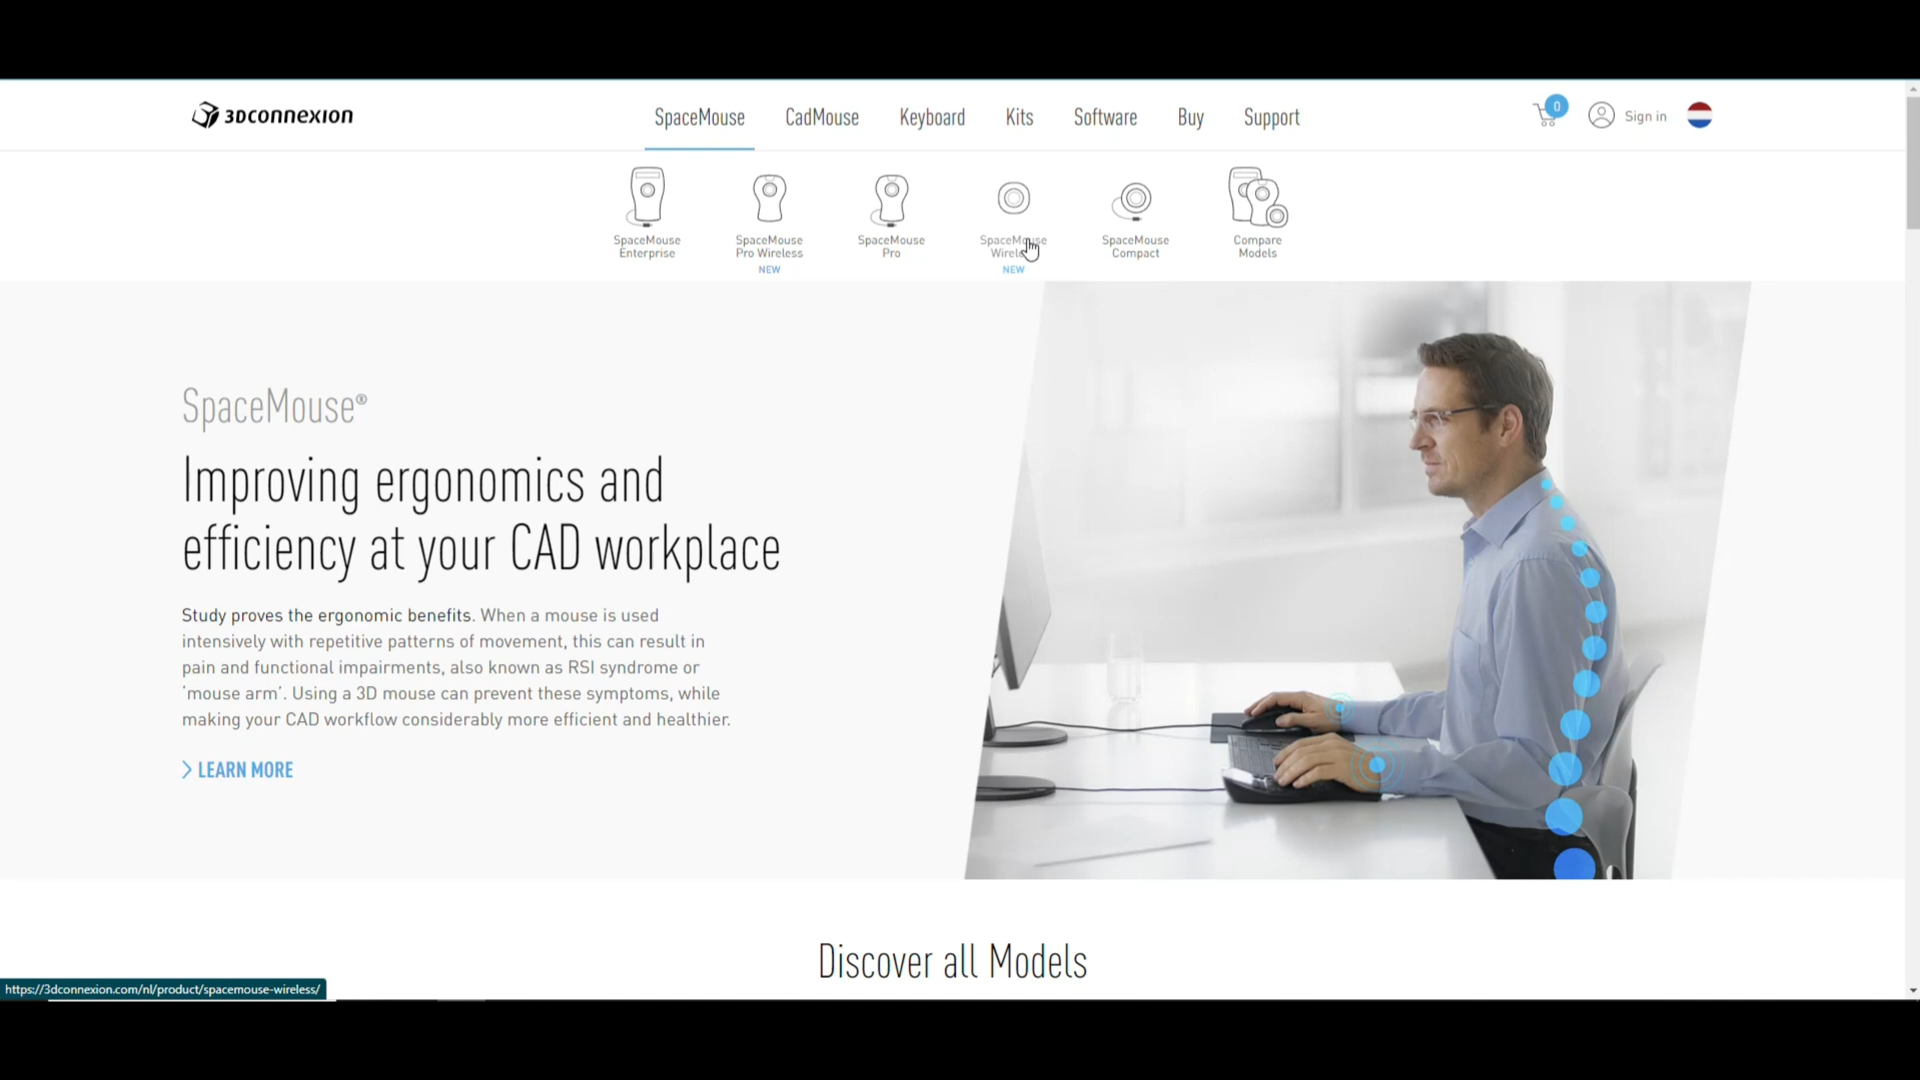 3Dconnexion
SpaceMouse CadMouse Keyboard Kits Software Buy Support
0
Sign in
SpaceMouse
Enterprise
SpaceMouse
Pro Wireless
NEW
SpaceMouse
Pro
SpaceMouse
Wireless
NEW
SpaceMouse
Compact
Compare
Models
SpaceMouse®
Improving ergonomics and
efficiency at your CAD workplace
Study proves the ergonomic benefits. When a mouse is used
intensively with repetitive patterns of movement, this can result in
pain and functional impairments, also known as RSI syndrome or
'mouse arm'. Using a 3D mouse can prevent these symptoms, while
making your CAD workflow considerably more efficient and healthier.
> LEARN MORE
Discover all Models
https://3dconnexion.com/nl/product/spacemouse-wireless/